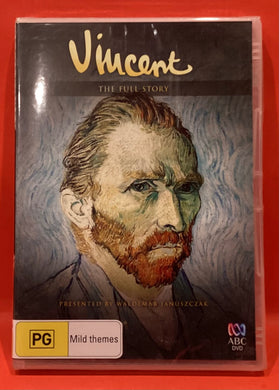 Vincent
THE FULL STORY
PRESENTED BY WALDEMAR JANUSZCZAK
PG
Mild themes
ABC
DVD